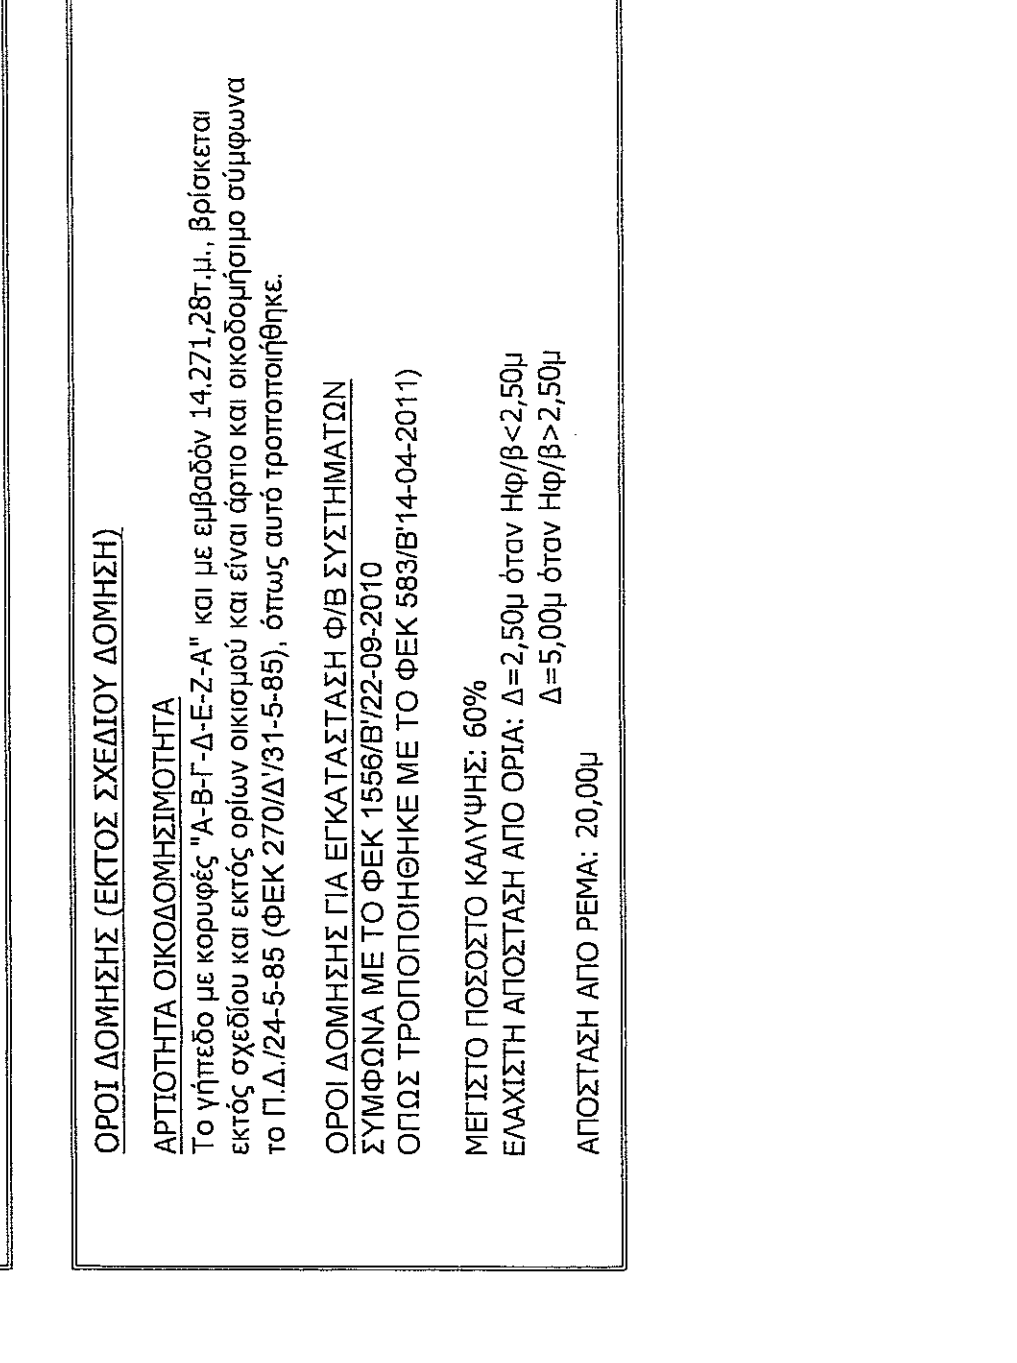 ΟΡΟΙ ΔΟΜΗΣΗΣ (ΕΚΤΟΣ ΣΧΕΔΙΟΥ ΔΟΜΗΣΗ)
ΑΡΤΙΟΤΗΤΑ ΟΙΚΟΔΟΜΗΣΙΜΟΤΗΤΑ
Το γήπεδο με κορυφές "Α-Β-Γ-Δ-Ε-Ζ-Α" και με εμβαδόν 14.271,28τ.μ., βρίσκεται
εκτός σχεδίου και εκτός ορίων οικισμού και είναι άρτιο και οικοδομήσιμο σύμφωνα
το Π.Δ./24-5-85 (ΦΕΚ 270/Δ'/31-5-85), όπως αυτό τροποποιήθηκε.
ΟΡΟΙ ΔΟΜΗΣΗΣ ΓΙΑ ΕΓΚΑΤΑΣΤΑΣΗ Φ/Β ΣΥΣΤΗΜΑΤΩΝ
ΣΥΜΦΩΝΑ ΜΕ ΤΟ ΦΕΚ 1556/Β'/22-09-2010
ΟΠΩΣ ΤΡΟΠΟΠΟΙΗΘΗΚΕ ΜΕ ΤΟ ΦΕΚ 583/Β'14-04-2011)
ΜΕΓΙΣΤΟ ΠΟΣΟΣΤΟ ΚΑΛΥΨΗΣ: 60%
ΕΛΑΧΙΣΤΗ ΑΠΟΣΤΑΣΗ ΑΠΟ ΟΡΙΑ: Δ=2,50μ όταν Ηφ/β<2,50μ
Δ=5,00μ όταν Ηφ/β>2,50μ
ΑΠΟΣΤΑΣΗ ΑΠΟ ΡΕΜΑ: 20,00μ